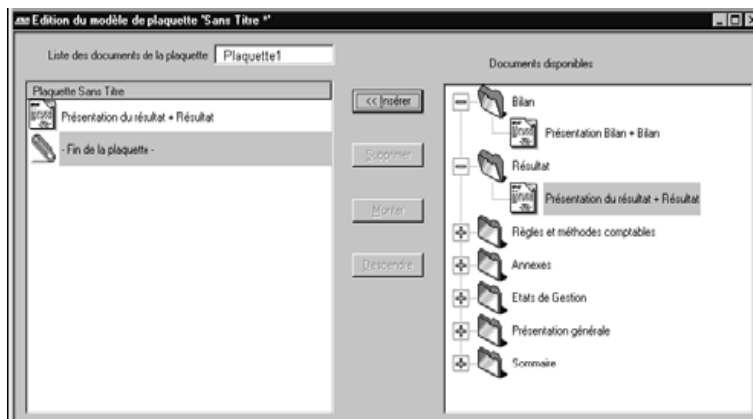 Edition du modèle de plaquette "Sans Titre *"
Liste des documents de la plaquette Plaquette1
Plaquette Sans Titre
Présentation du résultat + Résultat
- Fin de la plaquette -
<< Insérer
Supprimer
Monter
Descendre
Documents disponibles
Bilan
Présentation Bilan + Bilan
Résultat
Présentation du résultat + Résultat
Règles et méthodes comptables
Annexes
Etats de Gestion
Présentation générale
Sommaire